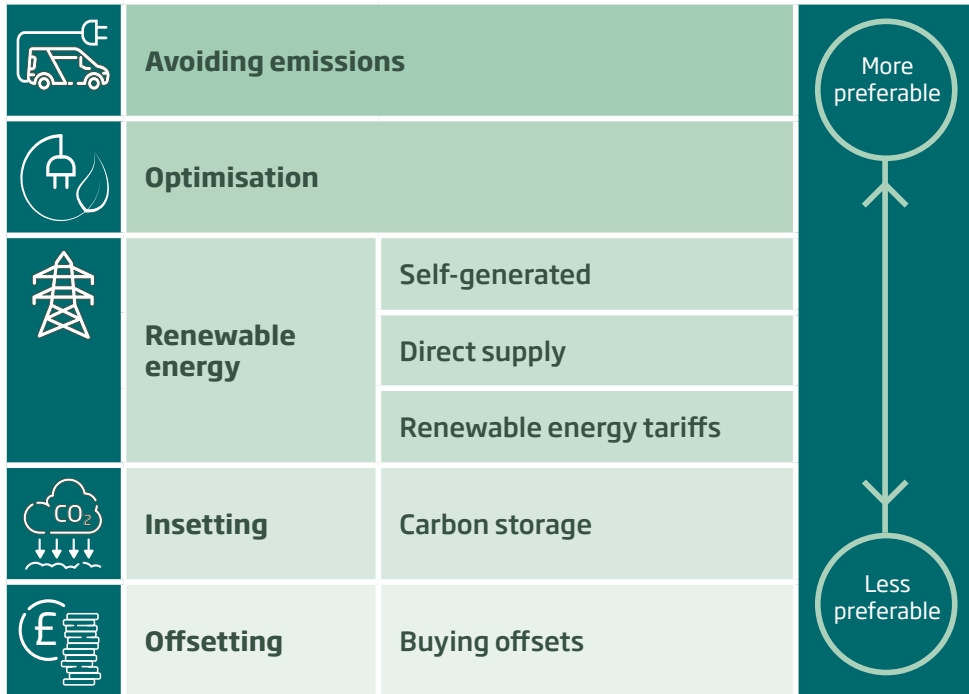 Avoiding emissions
More
preferable
Optimisation
Renewable
energy
Self-generated
Direct supply
Renewable energy tariffs
CO₂
Insetting
Carbon storage
£
Offsetting
Buying offsets
Less
preferable